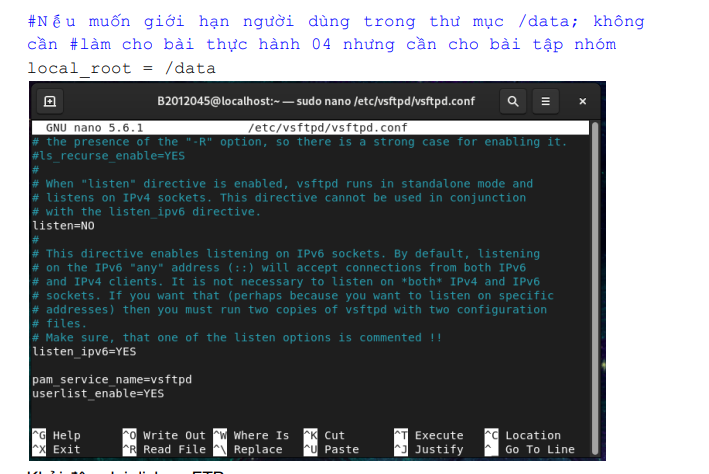 #Nếu muốn giới hạn người dùng trong thư mục /data; không
cần #làm cho bài thực hành 04 nhưng cần cho bài tập nhóm
local_root = /data
B2012045@localhost:~ — sudo nano /etc/vsftpd/vsftpd.conf
GNU nano 5.6.1 /etc/vsftpd/vsftpd.conf
# the presence of the "-R" option, so there is a strong case for enabling it.
#ls_recurse_enable=YES
#
# When "listen" directive is enabled, vsftpd runs in standalone mode and
# listens on IPv4 sockets. This directive cannot be used in conjunction
# with the listen_ipv6 directive.
listen=NO
#
# This directive enables listening on IPv6 sockets. By default, listening
# on the IPv6 "any" address (::) will accept connections from both IPv6
# and IPv4 clients. It is not necessary to listen on *both* IPv4 and IPv6
# sockets. If you want that (perhaps because you want to listen on specific
# addresses) then you must run two copies of vsftpd with two configuration
# files.
# Make sure, that one of the listen options is commented !!
listen_ipv6=YES
pam_service_name=vsftpd
userlist_enable=YES
^G Help ^O Write Out ^W Where Is ^K Cut ^T Execute ^C Location
^X Exit ^R Read File ^\ Replace ^U Paste ^J Justify ^_ Go To Line